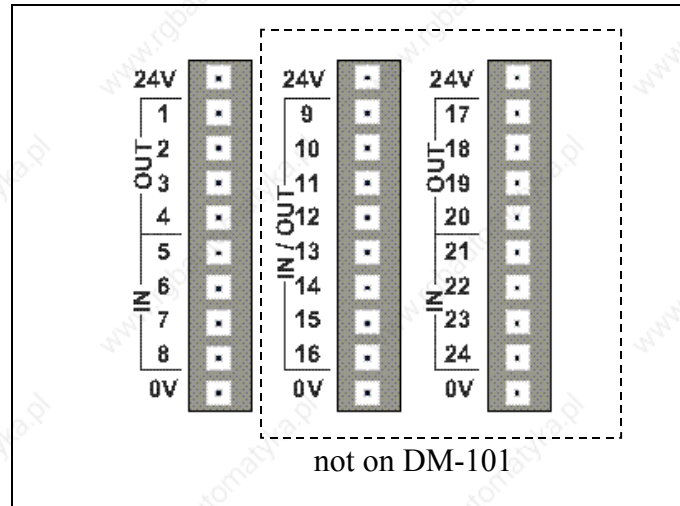 24V 24V 24V
1 9 17
2 10 18
3 11 19
4 12 20
5 13 21
6 14 22
7 15 23
8 16 24
0V 0V 0V
OUT
IN
IN / OUT
OUT
IN
not on DM-101